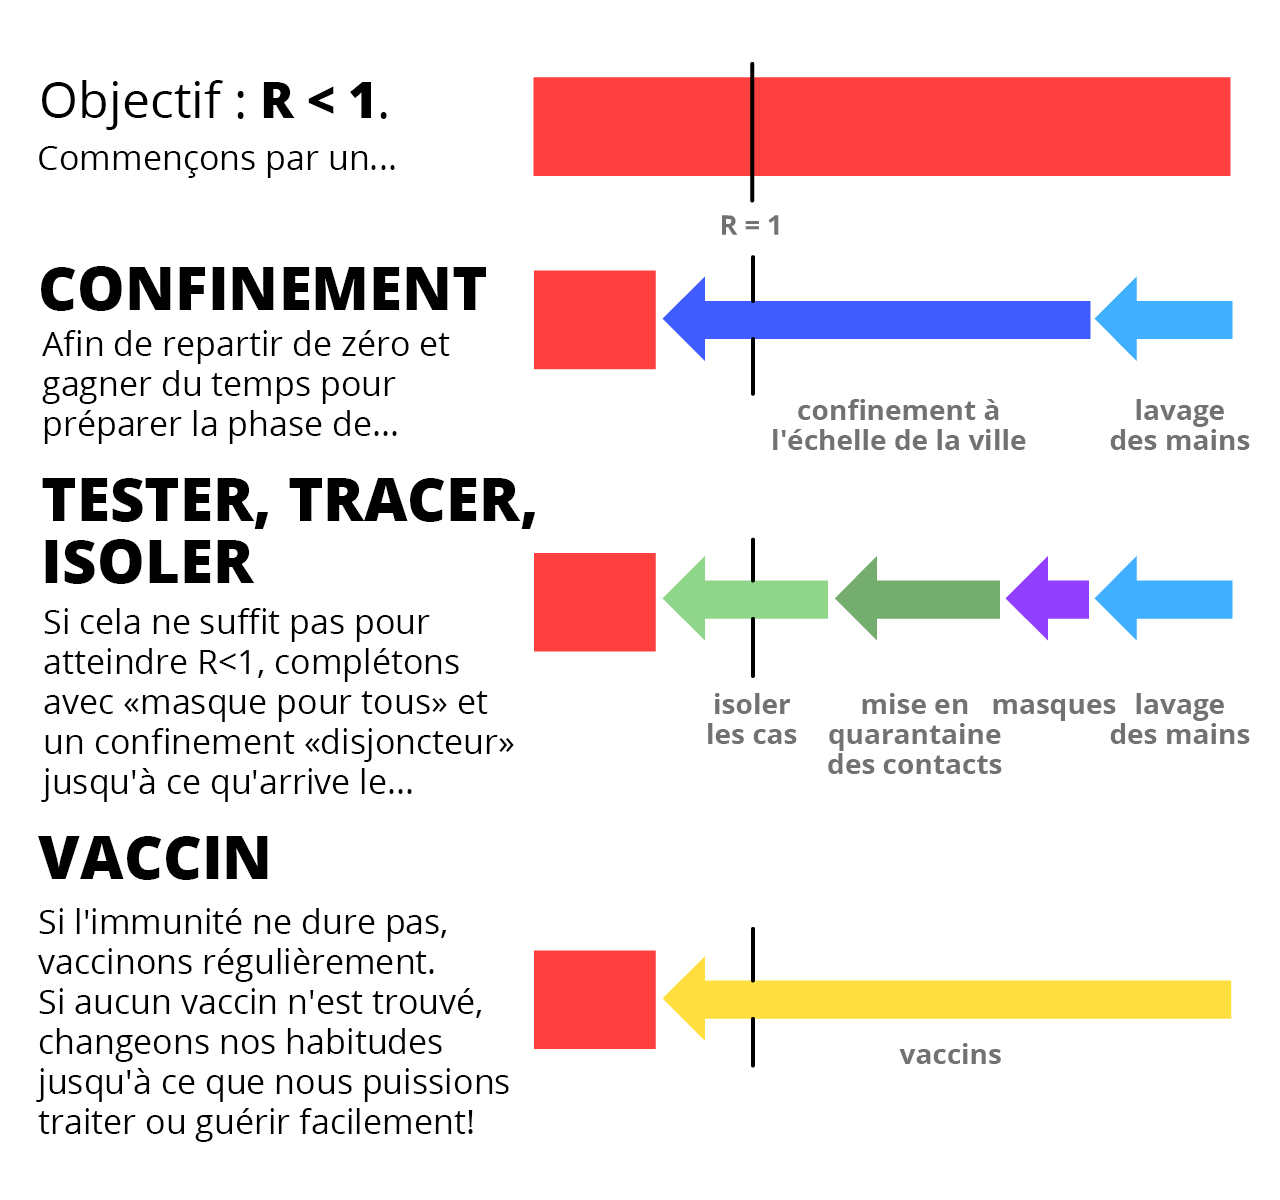 Objectif : R < 1.
Commençons par un...
R = 1
CONFINEMENT
Afin de repartir de zéro et
gagner du temps pour
préparer la phase de...
confinement à
l'échelle de la ville
lavage
des mains
TESTER, TRACER,
ISOLER
Si cela ne suffit pas pour
atteindre R<1, complétons
avec «masque pour tous» et
un confinement «disjoncteur»
jusqu'à ce qu'arrive le...
isoler
les cas
mise en
quarantaine
des contacts
masques
lavage
des mains
VACCIN
Si l'immunité ne dure pas,
vaccinons régulièrement.
Si aucun vaccin n'est trouvé,
changeons nos habitudes
jusqu'à ce que nous puissions
traiter ou guérir facilement!
vaccins